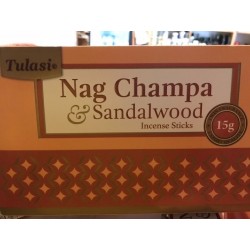 Tulasi®
Nag Champa
& Sandalwood
Incense Sticks
15g